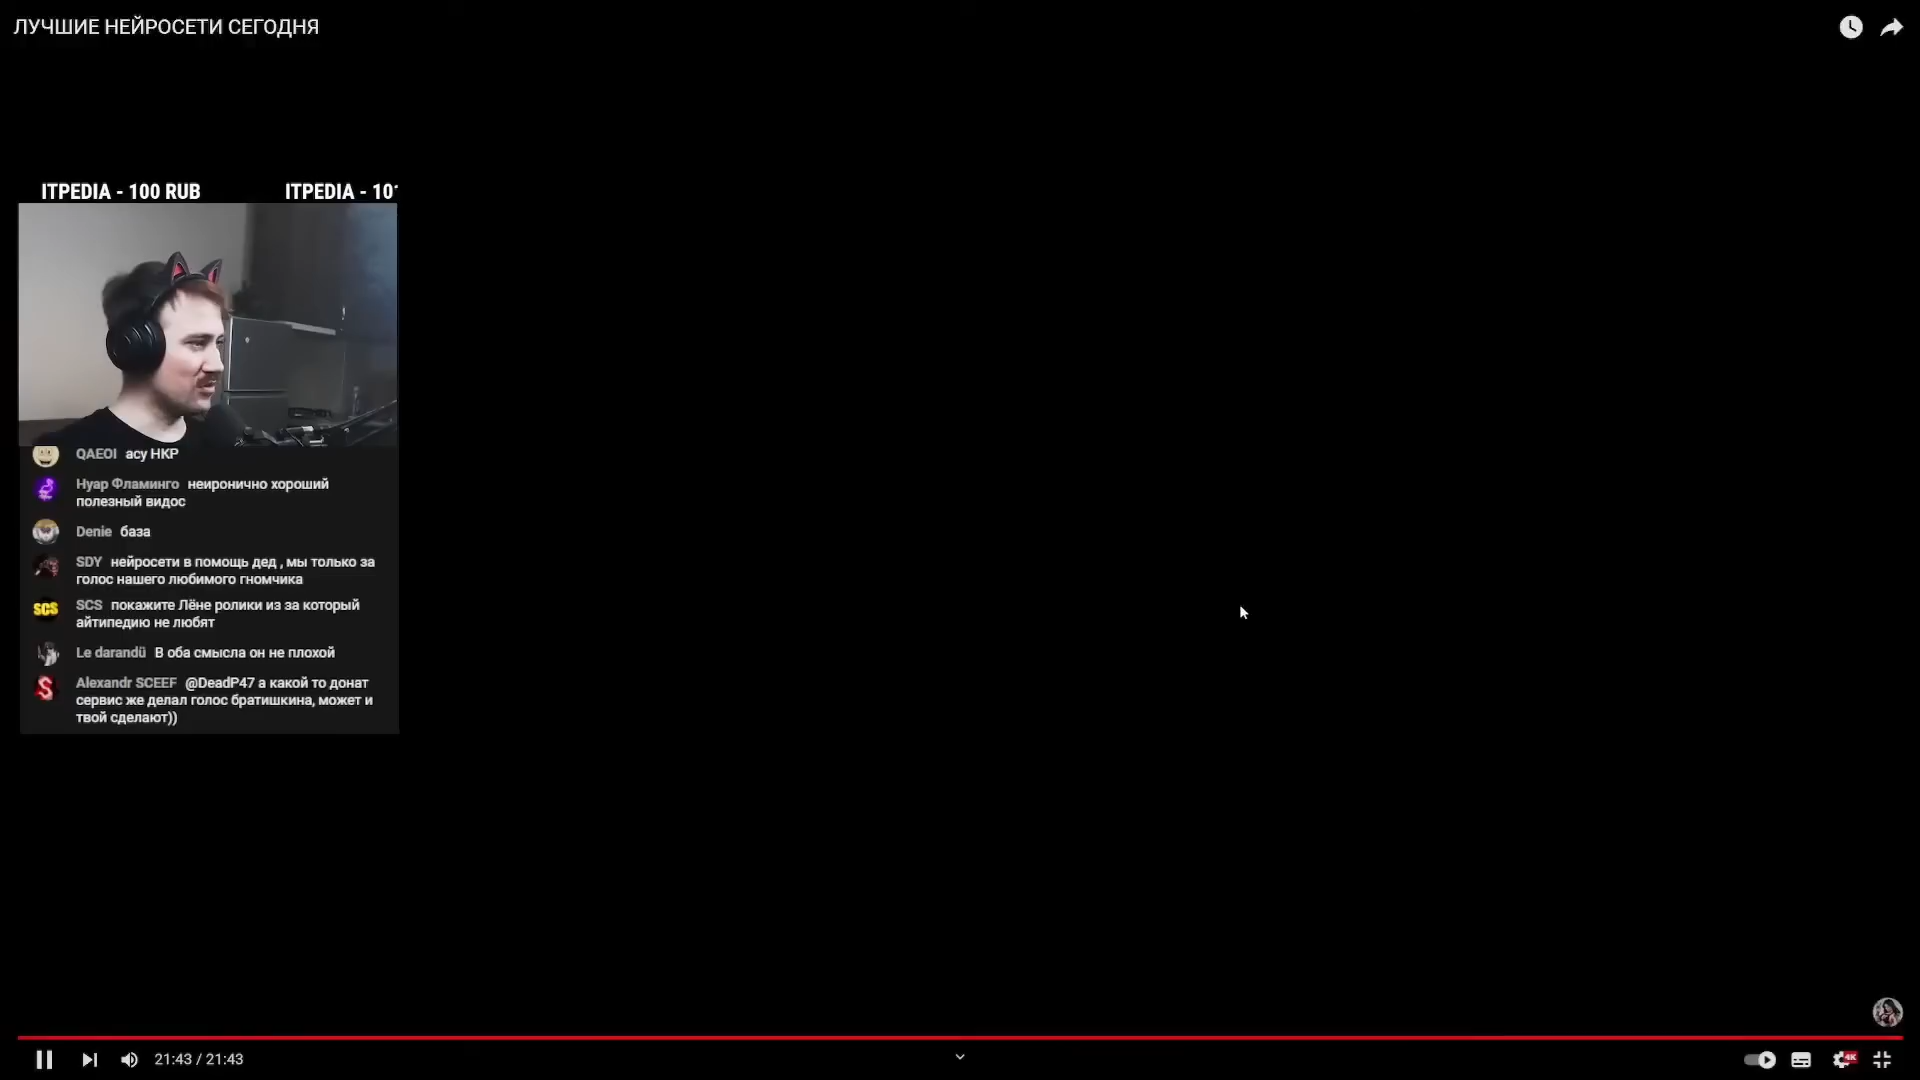 ЛУЧШИЕ НЕЙРОСЕТИ СЕГОДНЯ
ITPEDIA - 100 RUB ITPEDIA - 10
QAEOI асу НКР
Нуар Фламинго неиронично хороший
полезный видос
Denie база
SDY нейросети в помощь дед , мы только за
голос нашего любимого гномчика
SCS
SCS покажите Лёне ролики из за который
айтипедию не любят
Le darandü В оба смысла он не плохой
Alexandr SCEEF @DeadP47 а какой то донат
сервис же делал голос братишкина, может и
твой сделают))
21:43 / 21:43
4K